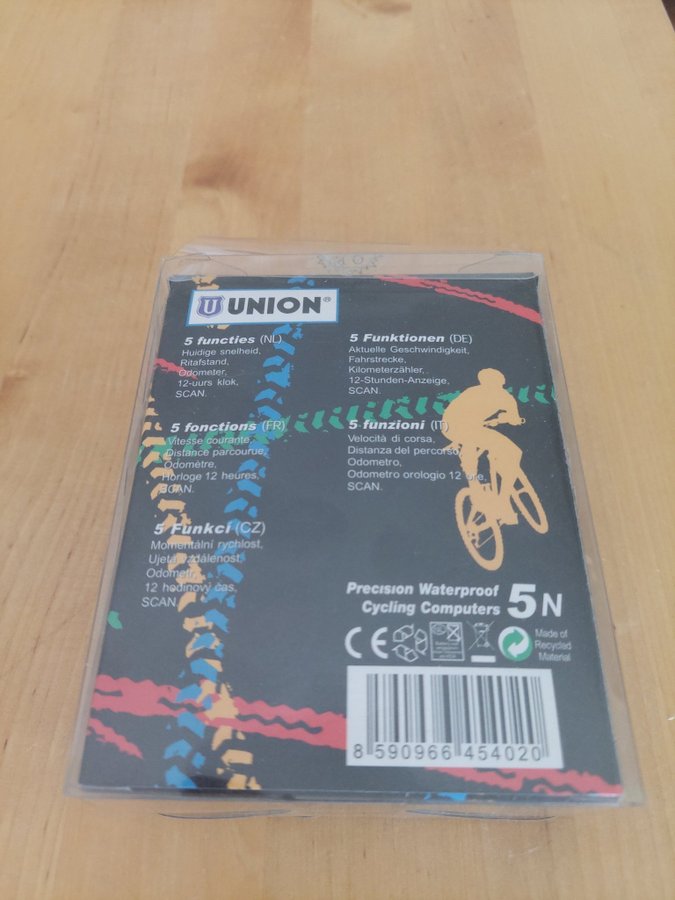 U UNION®
5 functies (NL)
Huidige snelheid,
Ritafstand,
Odometer,
12-uurs klok,
SCAN.
5 Funktionen (DE)
Aktuelle Geschwindigkeit,
Fahrstrecke,
Kilometerzähler,
12-Stunden-Anzeige,
SCAN.
5 fonctions (FR)
Vitesse courante,
Distance parcourue,
Odomètre,
Horloge 12 heures,
SCAN.
5 funzioni (IT)
Velocità di corsa,
Distanza del percorso
Odometro,
Odometro orologio 12 ore,
SCAN.
5 Funkcí (CZ)
Momentální rychlost,
Ujetá vzdálenost,
Odometr,
12 hodinový čas,
SCAN.
Precision Waterproof
Cycling Computers
5 N
CE
Made of
Recycled
Material
8 590966 454020